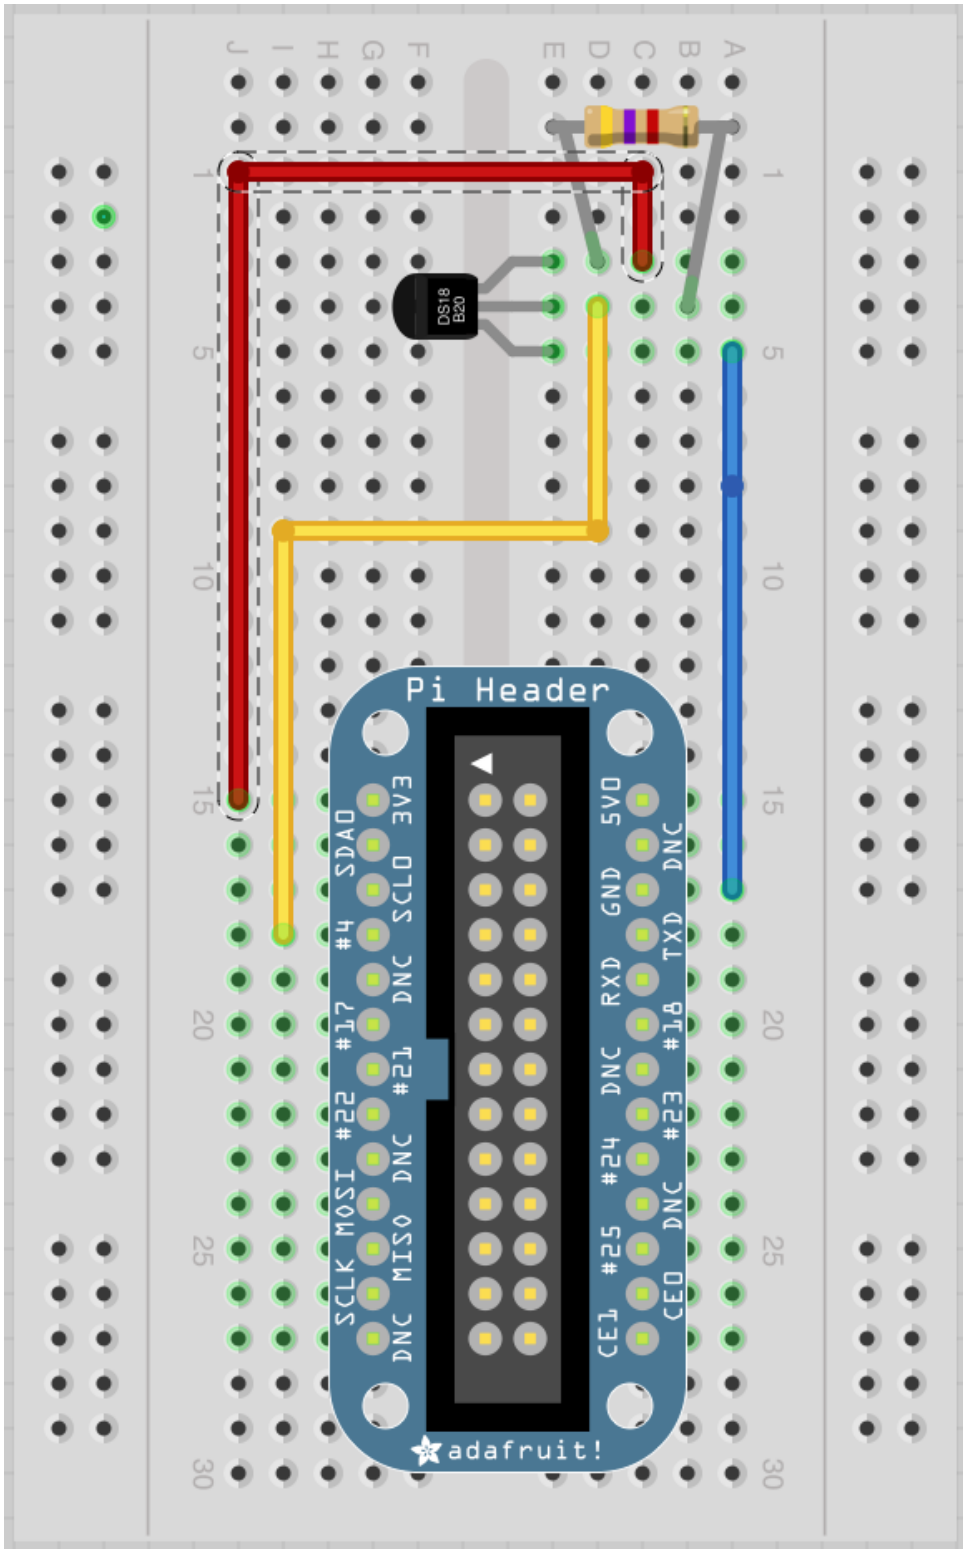 J I H G F E D C B A
1 1
DS18
B20
5 5
10 10
Pi Header
15 15
3V3 5V0
SDA0 DNC
SCL0 GND
#4 TXD
DNC RXD
20 20
#17 #18
#21 DNC
#22 #23
DNC #24
MOSI DNC
25 25
MISO #25
SCLK CE0
DNC CE1
adafruit!
30 30